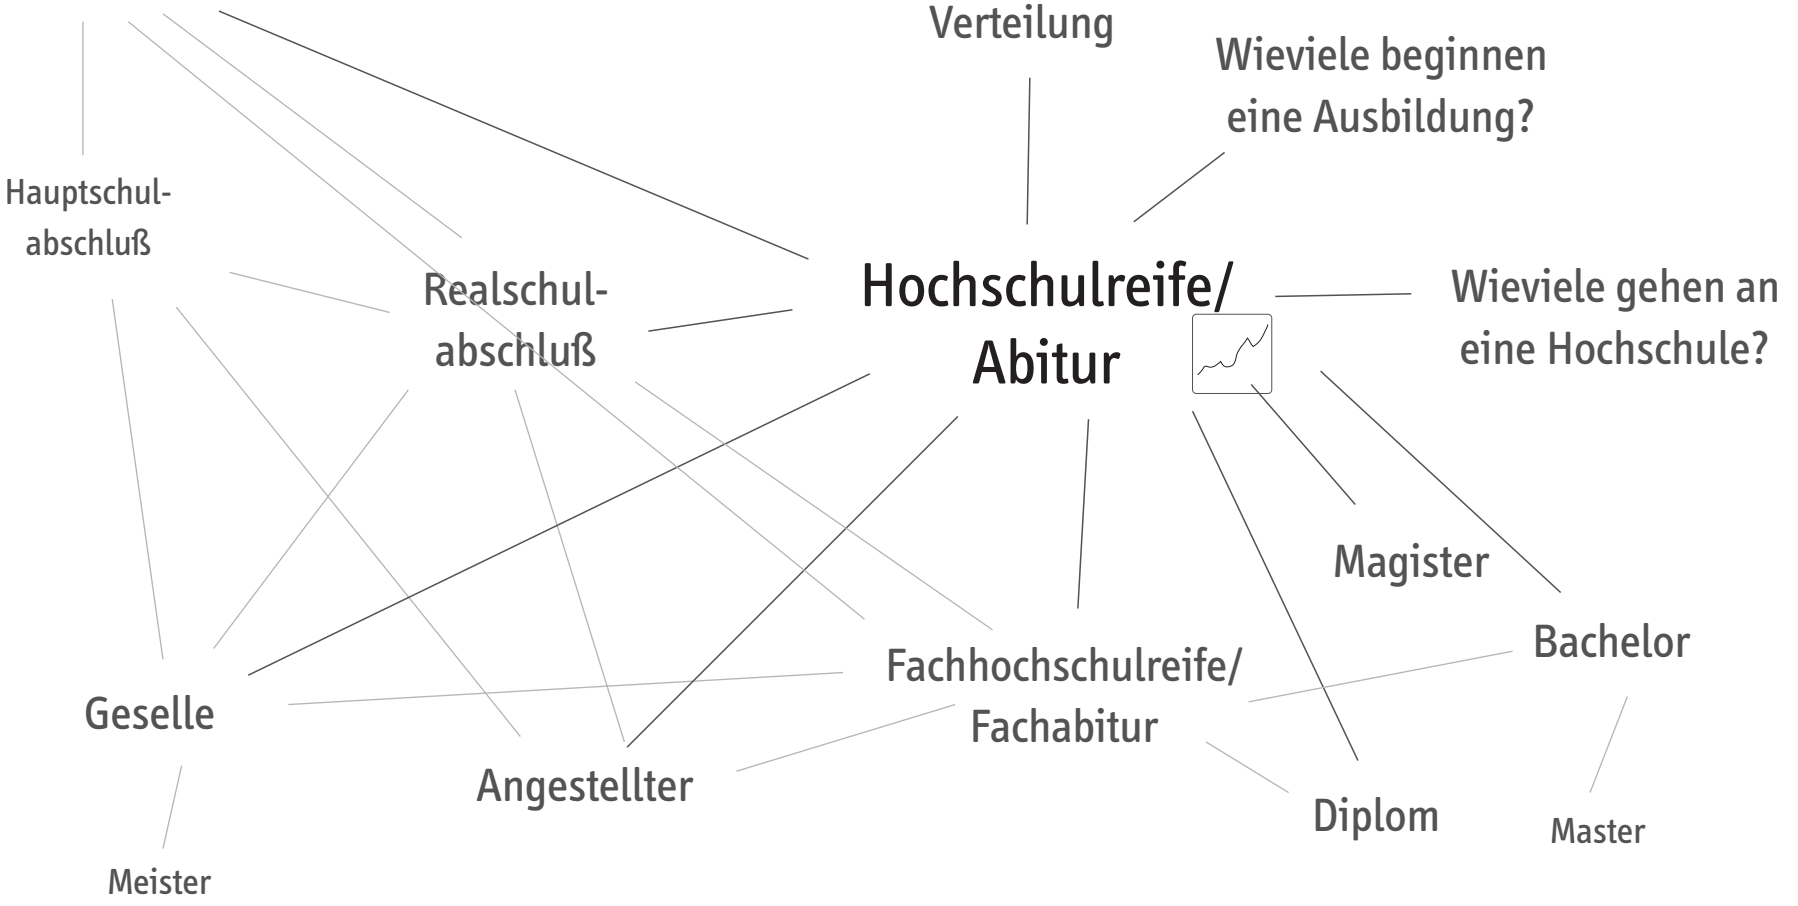 Verteilung
Wieviele beginnen
eine Ausbildung?
Hauptschul-
abschluß
Realschul-
abschluß
Hochschulreife/
Abitur
Wieviele gehen an
eine Hochschule?
Magister
Bachelor
Fachhochschulreife/
Fachabitur
Geselle
Angestellter
Diplom
Master
Meister